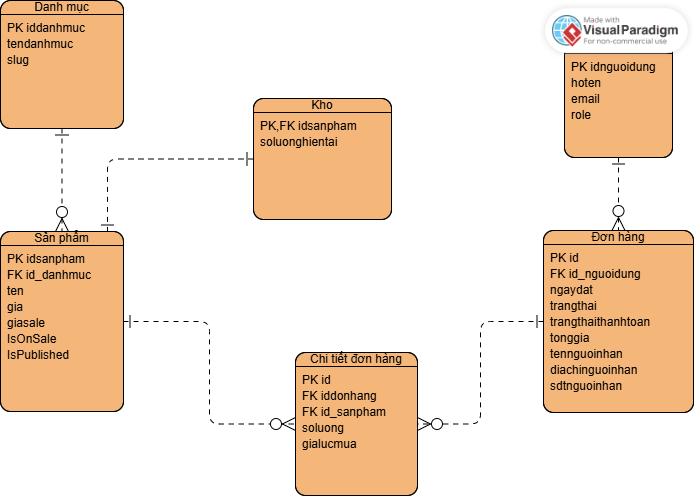 Danh mục
PK iddanhmuc
tendanhmuc
slug
Made with
Visual Paradigm
For non-commercial use
PK idnguoidung
hoten
email
role
Kho
PK,FK idsanpham
soluonghientai
Sản phẩm
PK idsanpham
FK id_danhmuc
ten
gia
giasale
IsOnSale
IsPublished
Đơn hàng
PK id
FK id_nguoidung
ngaydat
trangthai
trangthaithanhtoan
tonggia
tennguoinhan
diachinguoinhan
sdtnguoinhan
Chi tiết đơn hàng
PK id
FK iddonhang
FK id_sanpham
soluong
gialucmua